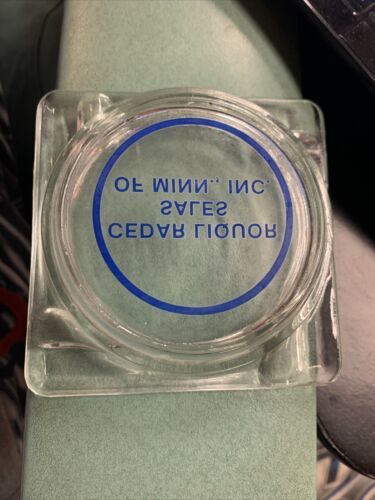 CEDAR LIQUOR
SALES
OF MINN., INC.